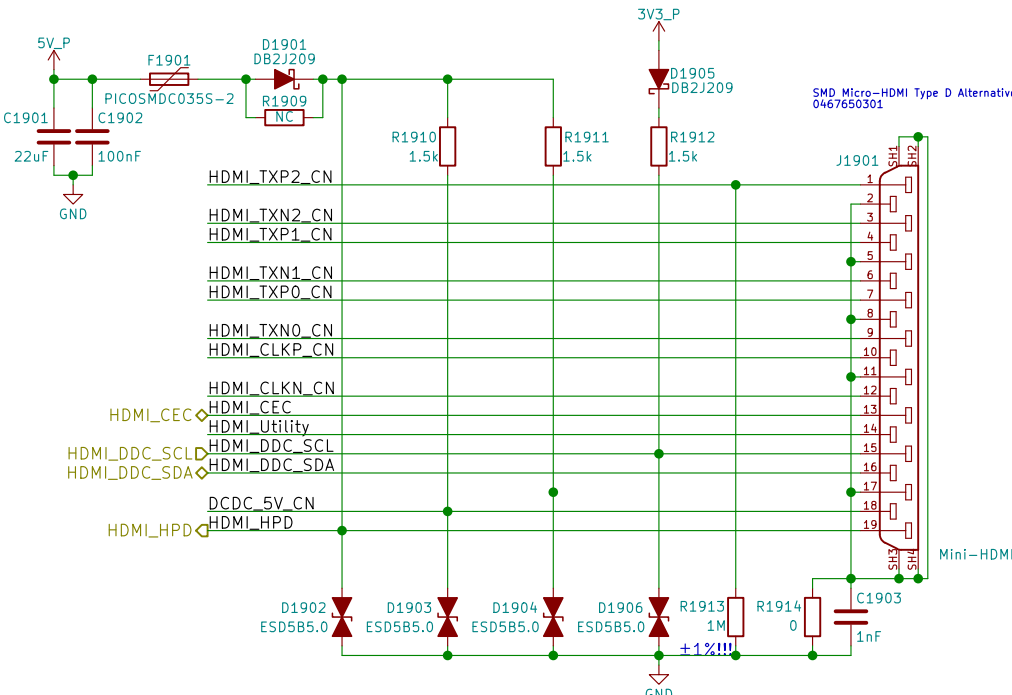 3V3_P
5V_P
D1901
DB2J209
F1901
D1905
DB2J209
PICOSMDC035S-2
R1909
NC
SMD Micro-HDMI Type D Alternative
0467650301
C1901
C1902
22uF
100nF
R1910
1.5k
R1911
1.5k
R1912
1.5k
SH1
SH2
J1901
GND
HDMI_TXP2_CN
1
2
HDMI_TXN2_CN
3
HDMI_TXP1_CN
4
5
HDMI_TXN1_CN
6
HDMI_TXP0_CN
7
8
HDMI_TXN0_CN
9
HDMI_CLKP_CN
10
11
HDMI_CLKN_CN
12
HDMI_CEC
HDMI_CEC
13
HDMI_Utility
14
HDMI_DDC_SCL
HDMI_DDC_SCL
15
HDMI_DDC_SDA
HDMI_DDC_SDA
16
17
DCDC_5V_CN
18
HDMI_HPD
HDMI_HPD
19
SH3
SH4
Mini-HDMI
D1902
ESD5B5.0
D1903
ESD5B5.0
D1904
ESD5B5.0
D1906
ESD5B5.0
R1913
1M
±1%!!!
R1914
0
C1903
1nF
GND